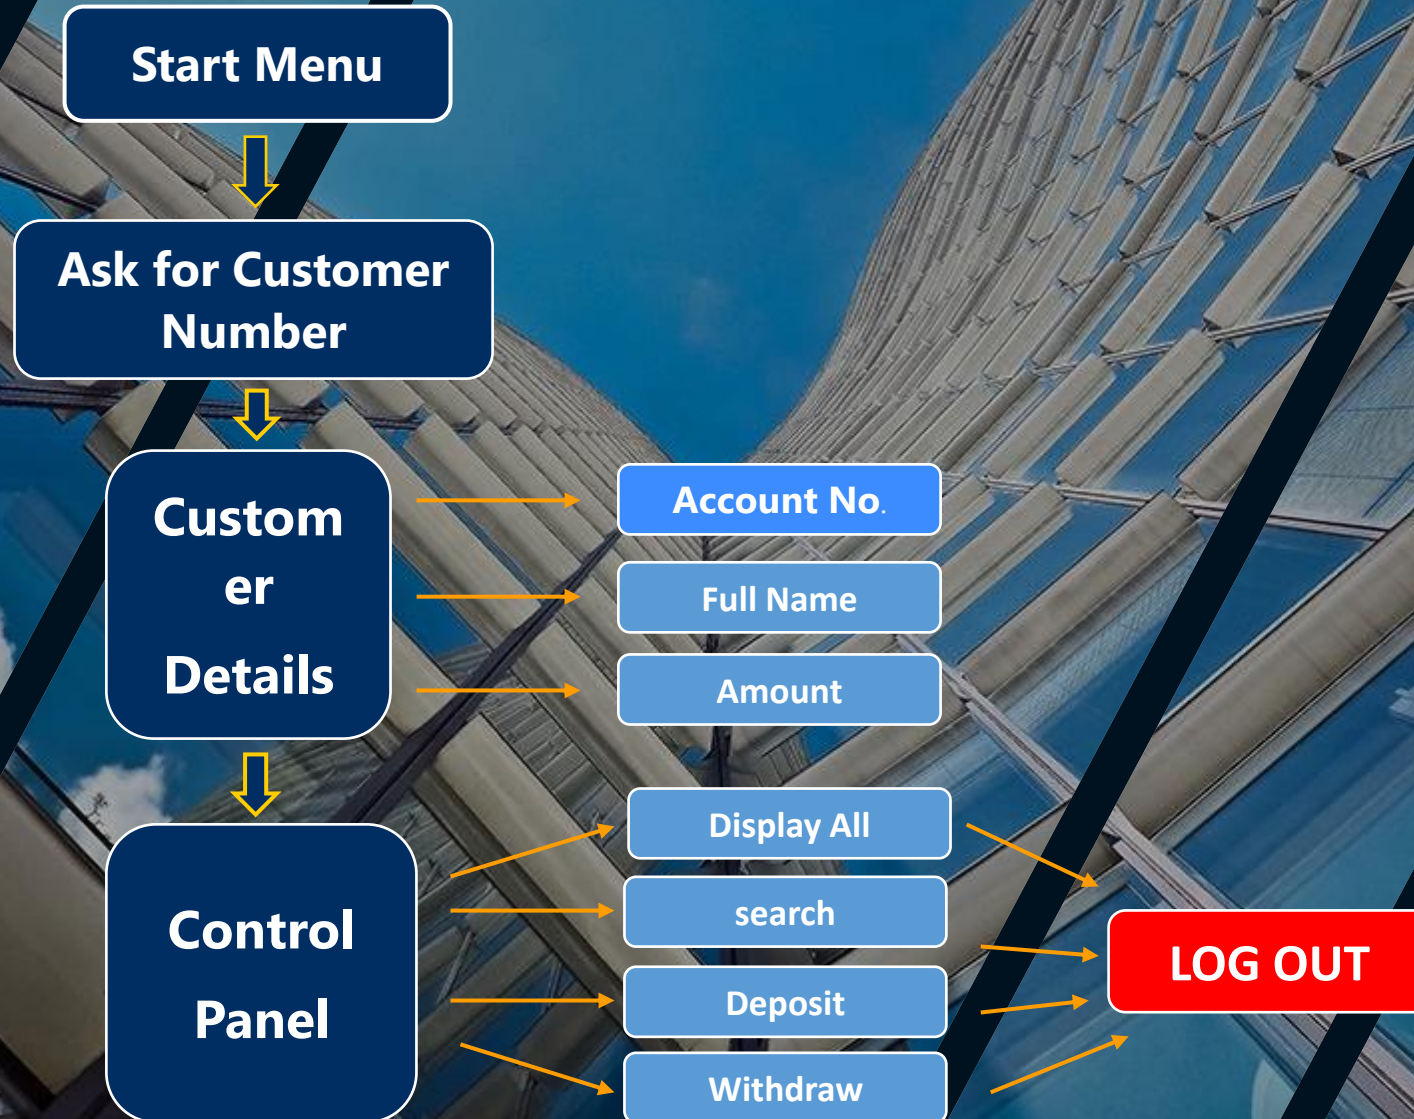 Start Menu
Ask for Customer
Number
Custom
er
Details
Account No.
Full Name
Amount
Control
Panel
Display All
search
Deposit
Withdraw
LOG OUT